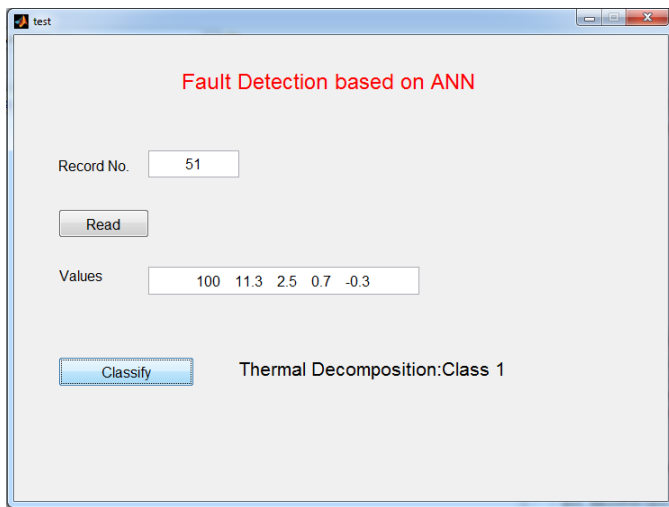 test
Fault Detection based on ANN
Record No. 51
Read
Values 100 11.3 2.5 0.7 -0.3
Classify Thermal Decomposition:Class 1